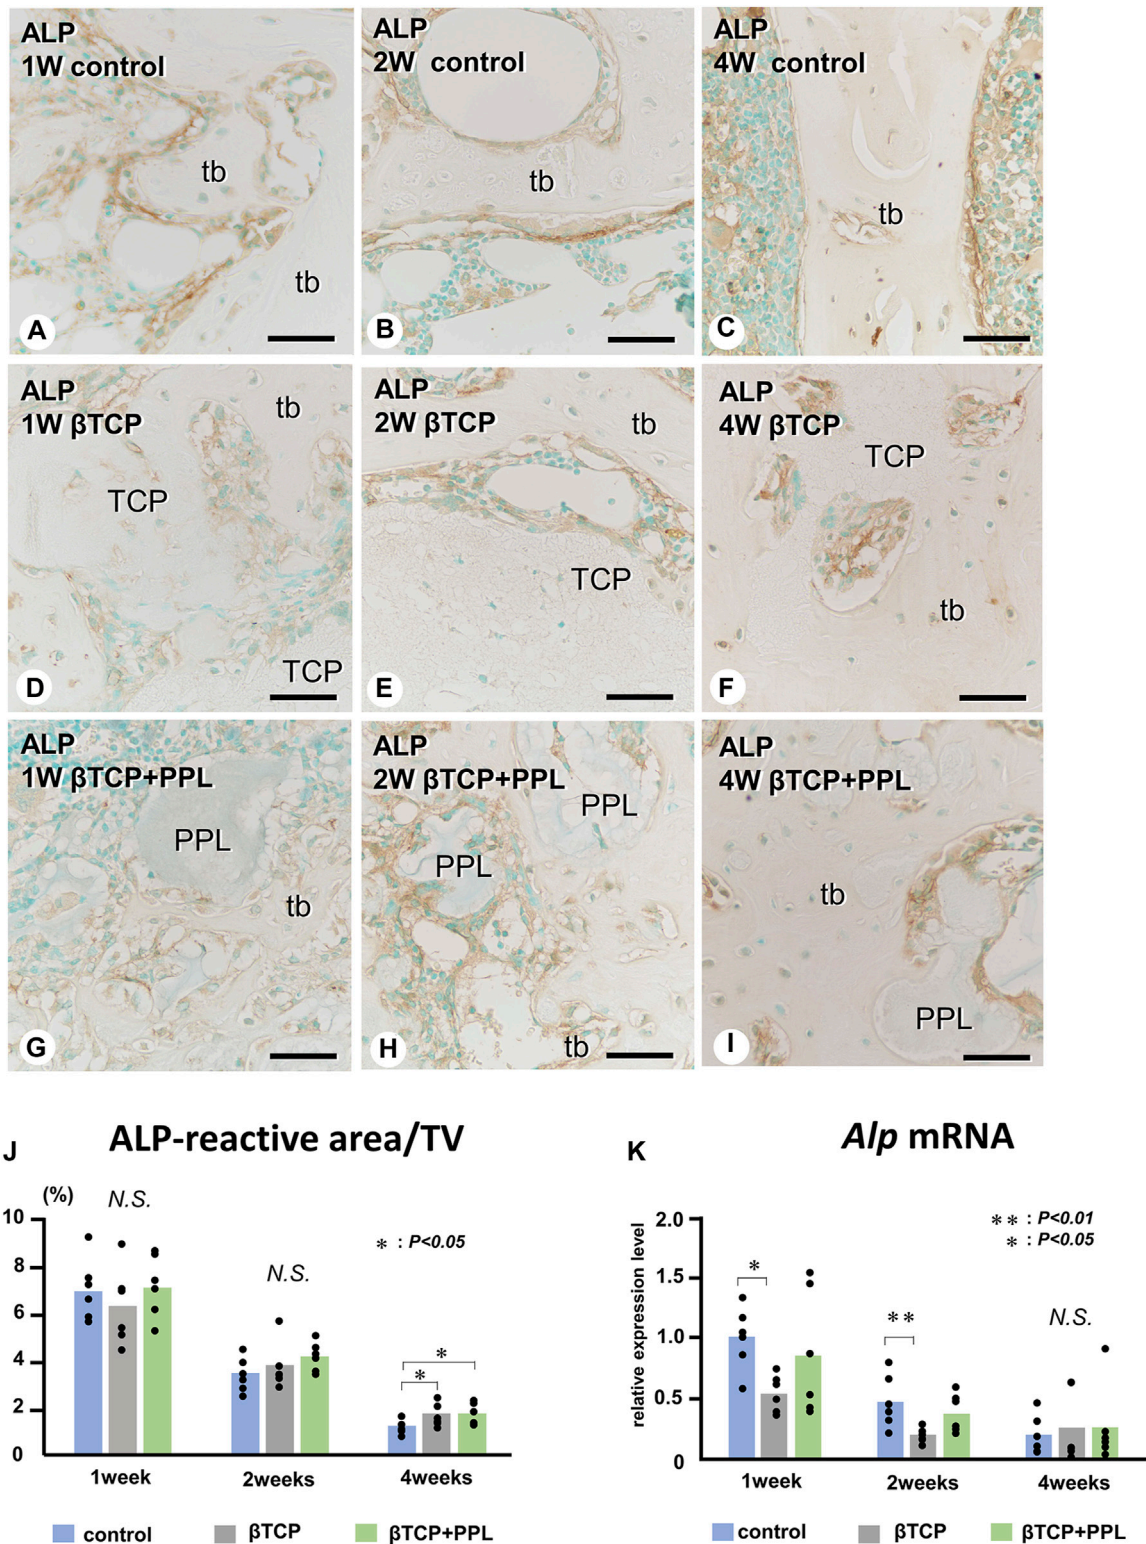 ALP
1W control
tb
tb
A
ALP
2W control
tb
B
ALP
4W control
tb
C
ALP
1W βTCP
tb
TCP
TCP
D
ALP
2W βTCP
tb
TCP
E
ALP
4W βTCP
TCP
tb
F
ALP
1W βTCP+PPL
PPL
tb
G
ALP
2W βTCP+PPL
PPL
PPL
tb
H
ALP
4W βTCP+PPL
tb
PPL
I
J
ALP-reactive area/TV
(%)
N.S.
10
8
6
4
2
0
* : P<0.05
N.S.
*
*
1week
2weeks
4weeks
control
βTCP
βTCP+PPL
K
Alp mRNA
relative expression level
2.0
1.5
1.0
0.5
0
** : P<0.01
* : P<0.05
*
**
N.S.
1week
2weeks
4weeks
control
βTCP
βTCP+PPL